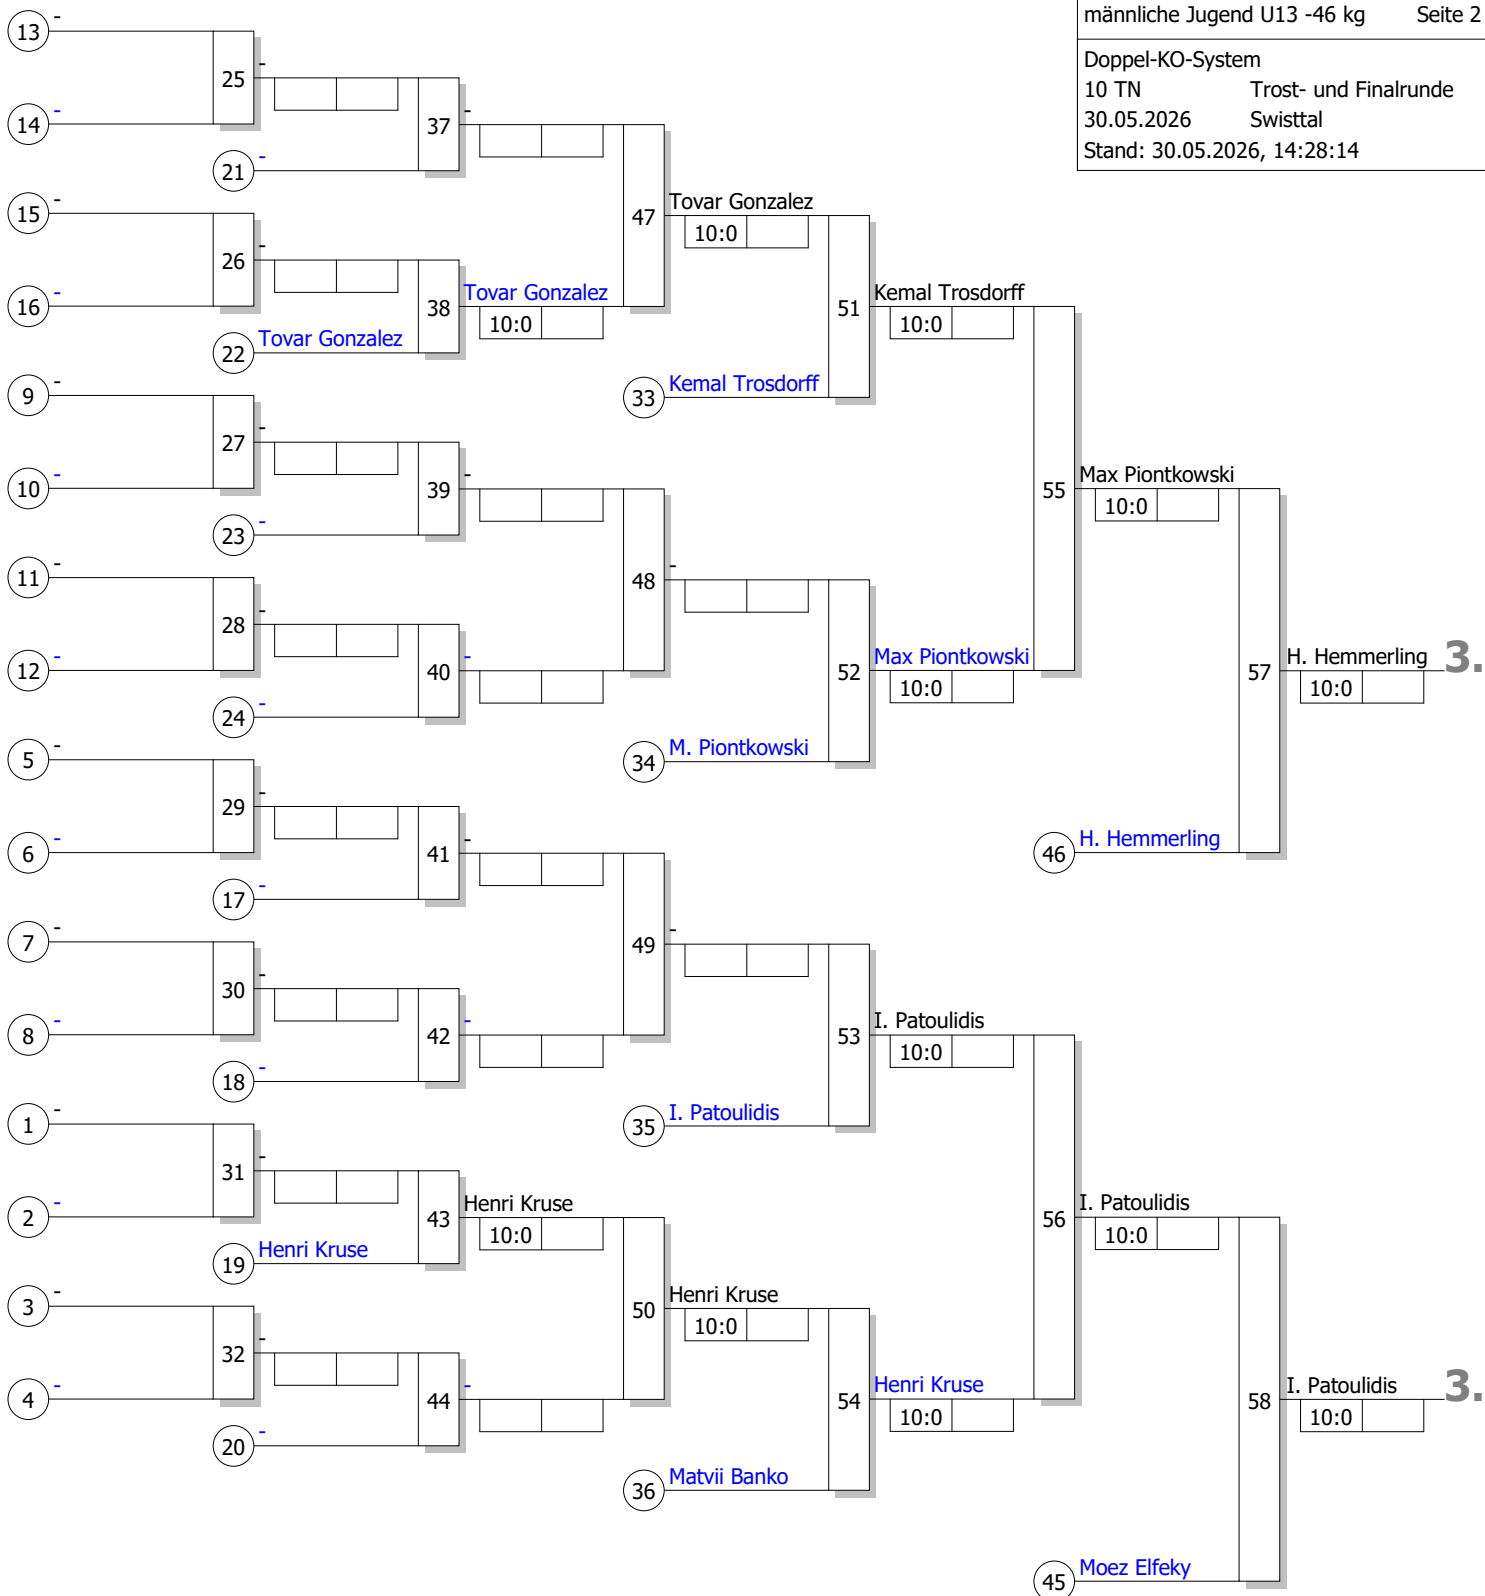 männliche Jugend U13 -46 kg Seite 2
Doppel-KO-System
10 TN Trost- und Finalrunde
30.05.2026 Swisttal
Stand: 30.05.2026, 14:28:14
13 -
25 -
14 -
37 -
21 -
15 -
47 Tovar Gonzalez
10:0
26 -
16 -
38 Tovar Gonzalez
10:0
51 Kemal Trosdorff
10:0
22 Tovar Gonzalez
9 -
33 Kemal Trosdorff
27 -
10 -
39 -
55 Max Piontkowski
10:0
23 -
11 -
48 -
28 -
12 -
40 -
52 Max Piontkowski
10:0
57 H. Hemmerling 3.
10:0
24 -
5 -
34 M. Piontkowski
29 -
6 -
41 -
46 H. Hemmerling
17 -
7 -
49 -
30 -
8 -
42 -
53 I. Patoulidis
10:0
18 -
1 -
35 I. Patoulidis
31 -
2 -
43 Henri Kruse
10:0
56 I. Patoulidis
10:0
19 Henri Kruse
3 -
50 Henri Kruse
10:0
32 -
4 -
44 -
54 Henri Kruse
10:0
58 I. Patoulidis 3.
10:0
20 -
36 Matvii Banko
45 Moez Elfeky